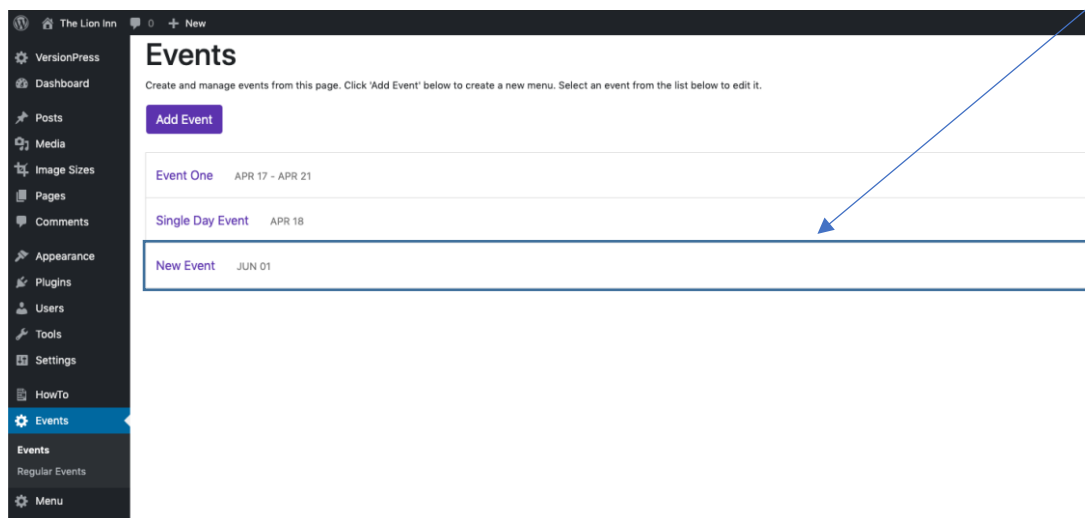 The Lion Inn 0 + New
VersionPress
Dashboard
Posts
Media
Image Sizes
Pages
Comments
Appearance
Plugins
Users
Tools
Settings
HowTo
Events
Events
Regular Events
Menu
Events
Create and manage events from this page. Click 'Add Event' below to create a new menu. Select an event from the list below to edit it.
Add Event
Event One APR 17 - APR 21
Single Day Event APR 18
New Event JUN 01